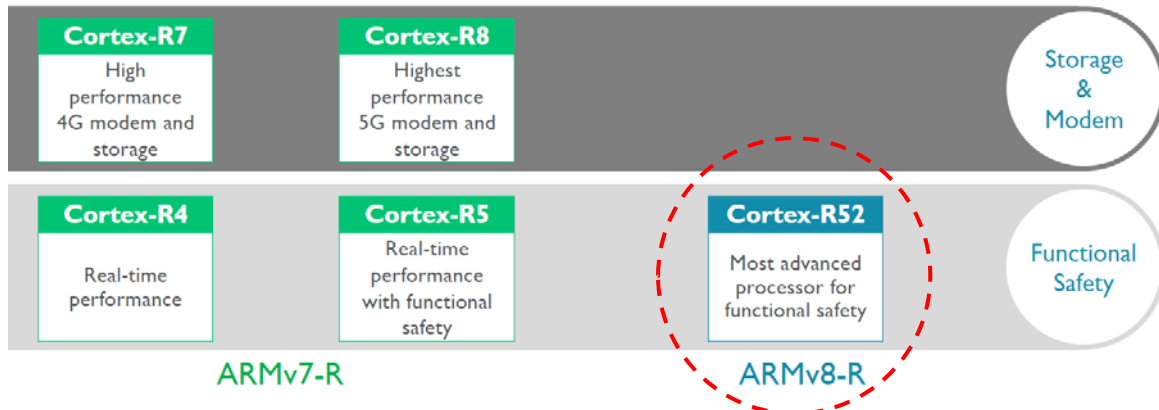 Cortex-R7
High
performance
4G modem and
storage
Cortex-R8
Highest
performance
5G modem and
storage
Storage
&
Modem
Cortex-R4
Real-time
performance
Cortex-R5
Real-time
performance
with functional
safety
Cortex-R52
Most advanced
processor for
functional safety
Functional
Safety
ARMv7-R
ARMv8-R